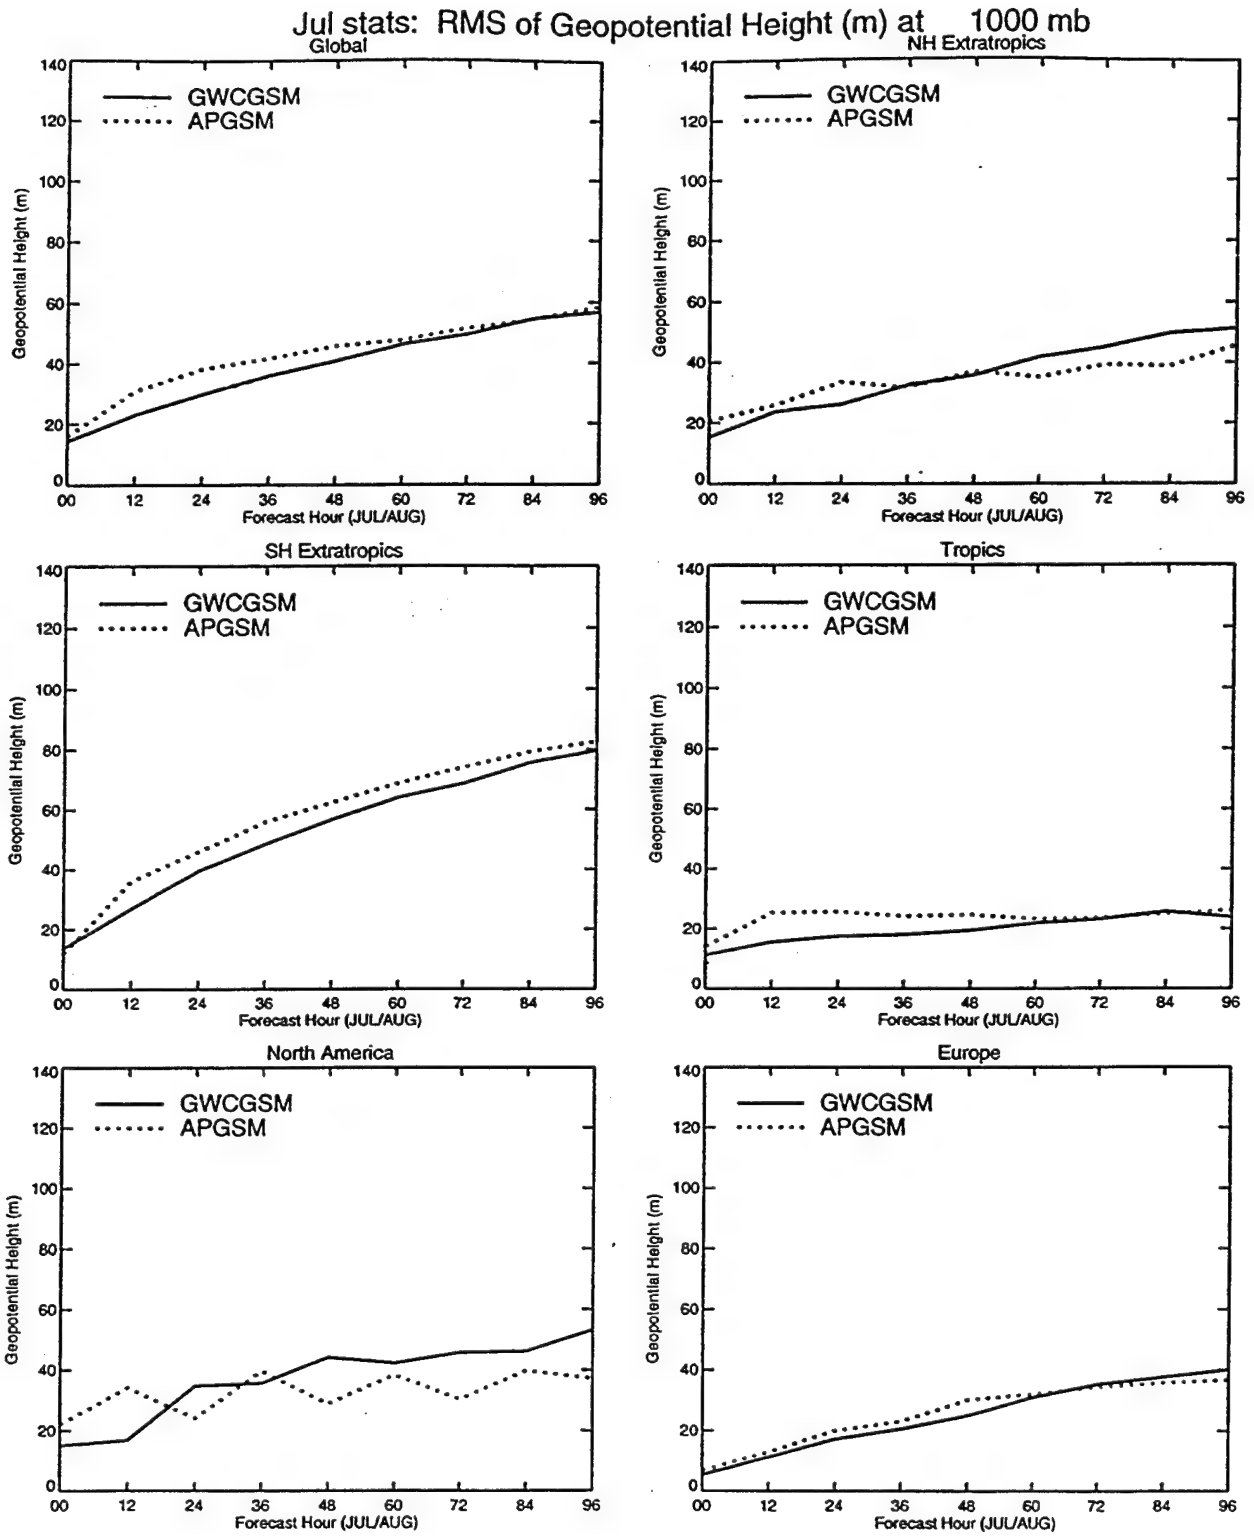 Jul stats: RMS of Geopotential Height (m) at 1000 mb
Global
140
120
100
80
60
40
20
0
Geopotential Height (m)
GWCGSM
APGSM
00 12 24 36 48 60 72 84 96
Forecast Hour (JUL/AUG)
NH Extratropics
140
120
100
80
60
40
20
0
Geopotential Height (m)
GWCGSM
APGSM
00 12 24 36 48 60 72 84 96
Forecast Hour (JUL/AUG)
SH Extratropics
140
120
100
80
60
40
20
0
Geopotential Height (m)
GWCGSM
APGSM
00 12 24 36 48 60 72 84 96
Forecast Hour (JUL/AUG)
Tropics
140
120
100
80
60
40
20
0
Geopotential Height (m)
GWCGSM
APGSM
00 12 24 36 48 60 72 84 96
Forecast Hour (JUL/AUG)
North America
140
120
100
80
60
40
20
0
Geopotential Height (m)
GWCGSM
APGSM
00 12 24 36 48 60 72 84 96
Forecast Hour (JUL/AUG)
Europe
140
120
100
80
60
40
20
0
Geopotential Height (m)
GWCGSM
APGSM
00 12 24 36 48 60 72 84 96
Forecast Hour (JUL/AUG)